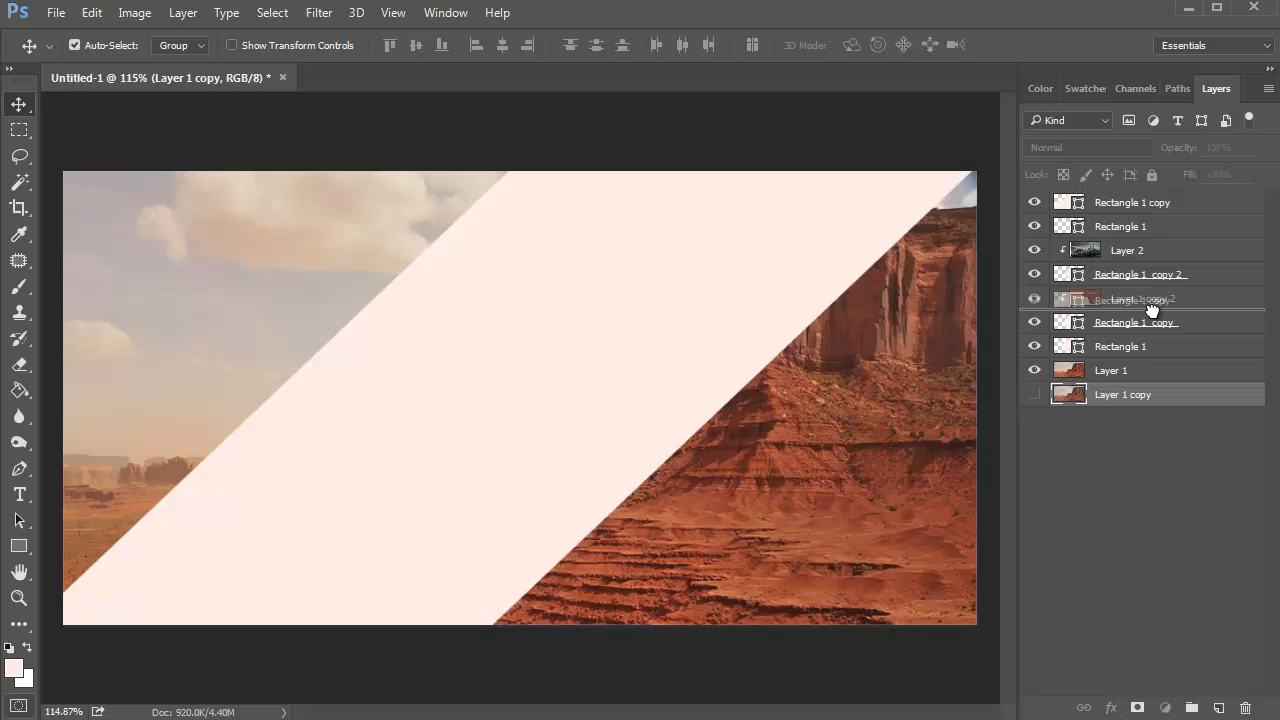 Ps File Edit Image Layer Type Select Filter 3D View Window Help
Auto-Select: Group Show Transform Controls 3D Mode: Essentials
Untitled-1 @ 115% (Layer 1 copy, RGB/8) *
Color Swatches Channels Paths Layers
Kind
Normal Opacity: 100%
Lock: Fill: 100%
Rectangle 1 copy
Rectangle 1
Layer 2
Rectangle 1 copy 2
Layer 1 copy 2
Rectangle 1 copy
Rectangle 1
Layer 1
Layer 1 copy
114.87% Doc: 920.0K/4.40M